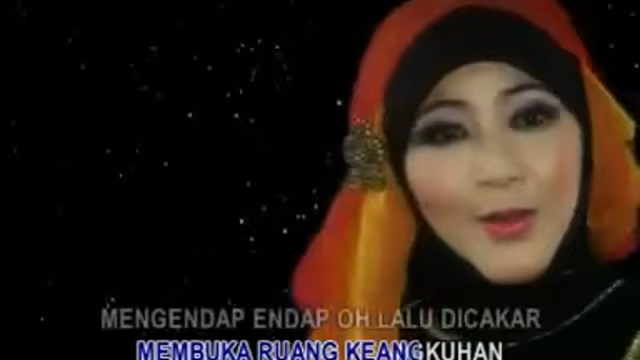 MENGENDAP ENDAP OH LALU DICAKAR
MEMBUKA RUANG KEANGKUHAN